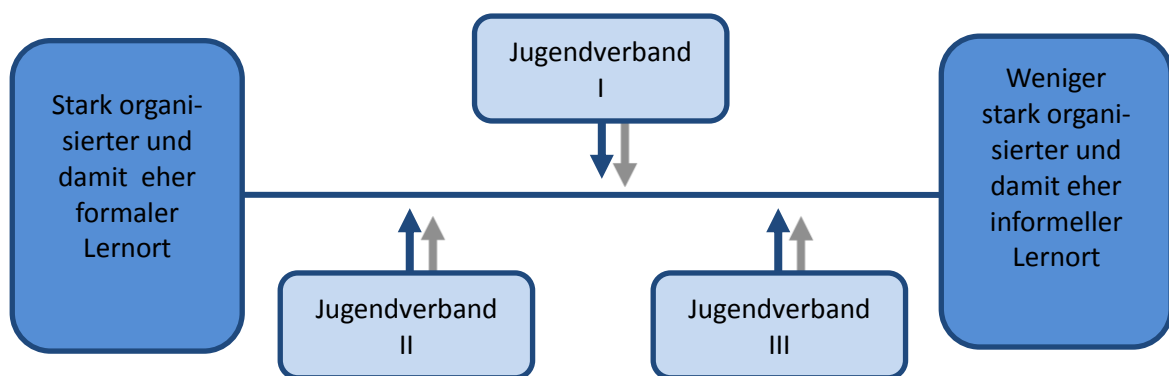 Jugendverband
I
Stark organi-
sierter und
damit eher
formaler
Lernort
Weniger
stark organi-
sierter und
damit eher
informeller
Lernort
Jugendverband
II
Jugendverband
III